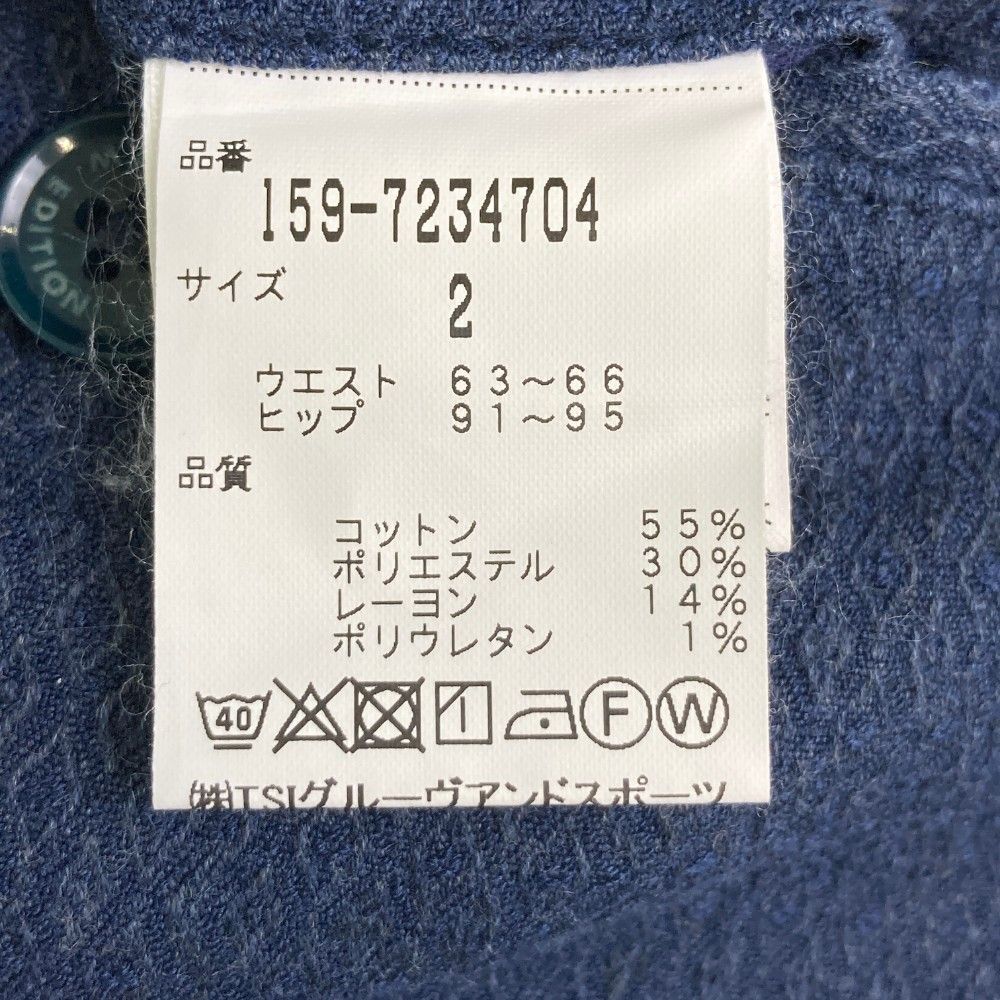 品番
159-7234704
サイズ 2
ウエスト 63～66
ヒップ 91～95
品質
コットン 55%
ポリエステル 30%
レーヨン 14%
ポリウレタン 1%
40
F W
㈱TSIグルーヴアンドスポーツ
W EDITION